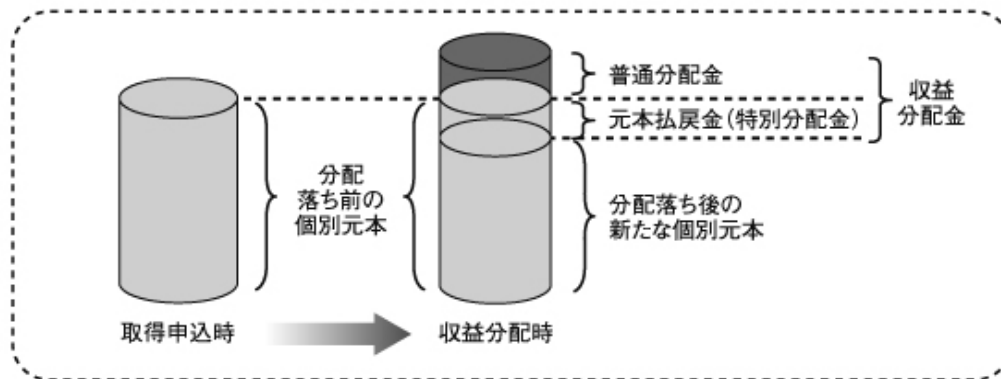 普通分配金
収益
分配金
元本払戻金(特別分配金)
分配
落ち前の
個別元本
分配落ち後の
新たな個別元本
取得申込時
収益分配時